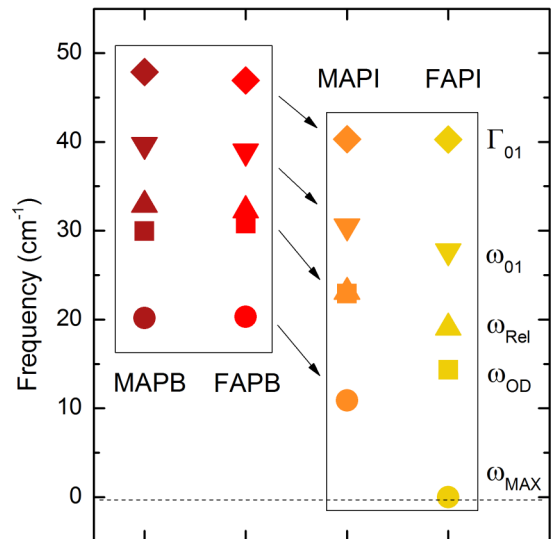 50
40
30
20
10
0
Frequency (cm⁻¹)
MAPI FAPI
MAPB FAPB
Γ₀₁
ω₀₁
ω_Rel
ω_OD
ω_MAX